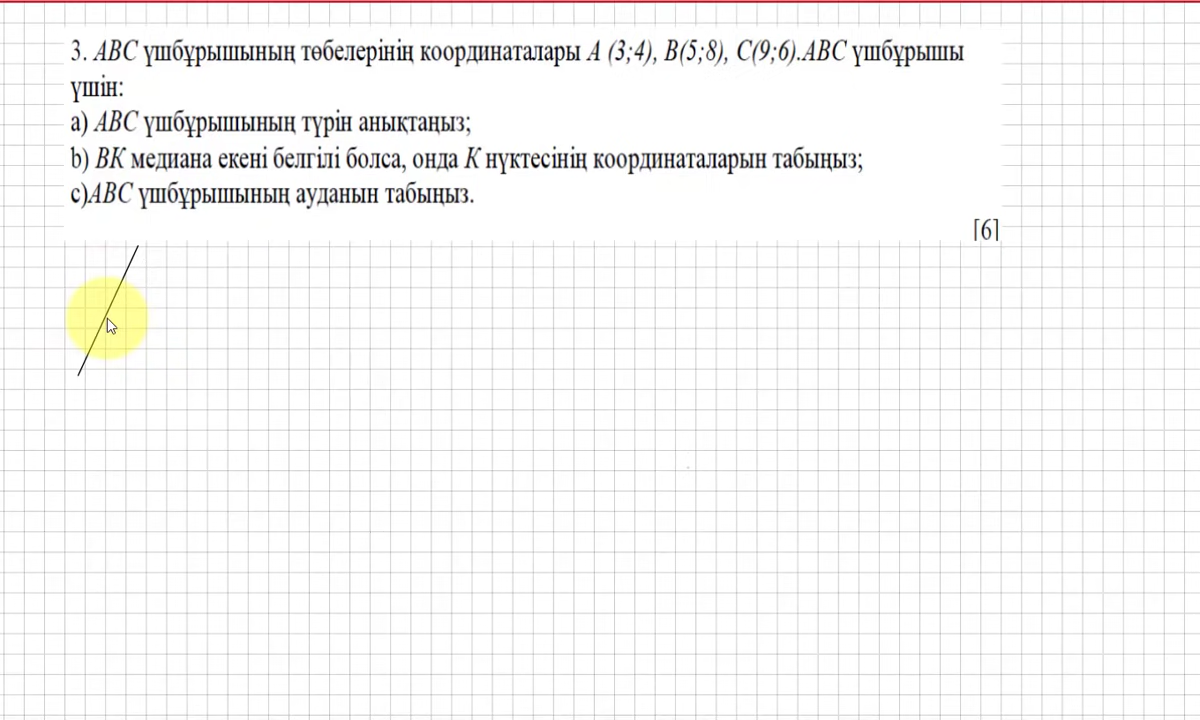 3. ABC үшбұрышының төбелерінің координаталары A (3;4), B(5;8), C(9;6).ABC үшбұрышы
үшін:
a) ABC үшбұрышының түрін анықтаңыз;
b) BK медиана екені белгілі болса, онда K нүктесінің координаталарын табыңыз;
c)ABC үшбұрышының ауданын табыңыз.
[6]